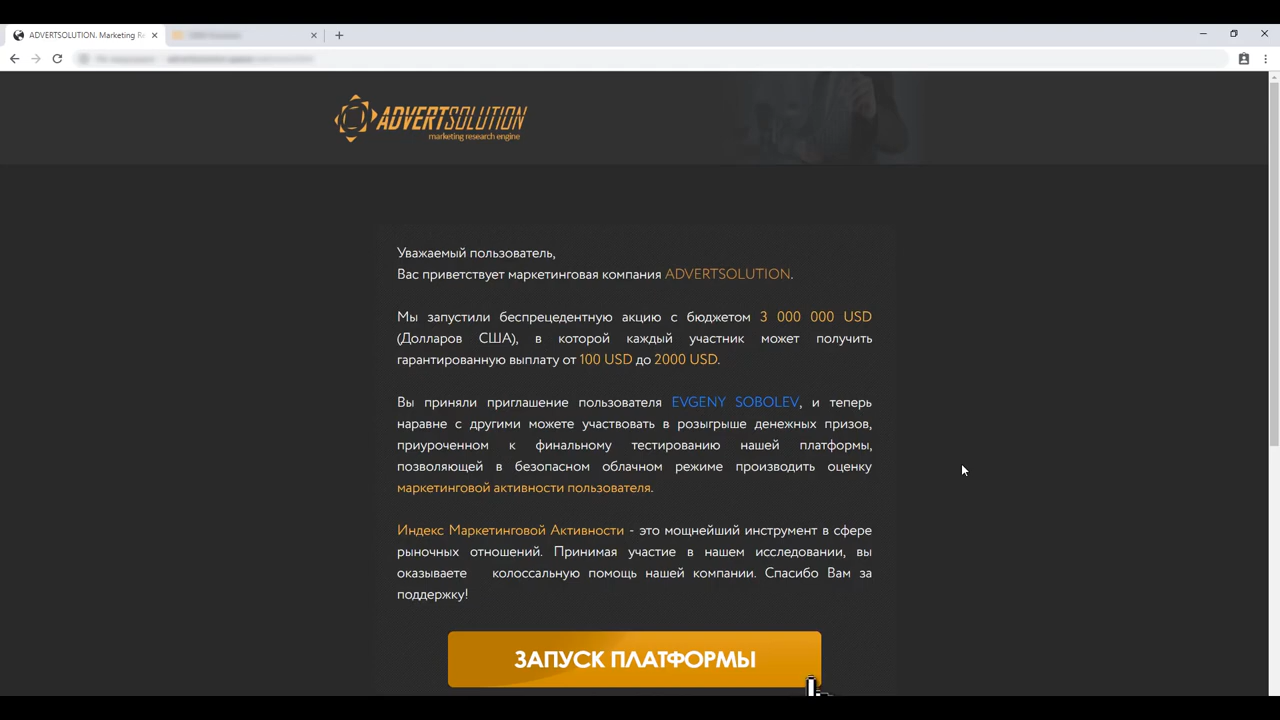 ADVERTSOLUTION. Marketing Re
ADVERTSOLUTION
marketing research engine
Уважаемый пользователь,
Вас приветствует маркетинговая компания ADVERTSOLUTION.
Мы запустили беспрецедентную акцию с бюджетом 3 000 000 USD
(Долларов США), в которой каждый участник может получить
гарантированную выплату от 100 USD до 2000 USD.
Вы приняли приглашение пользователя EVGENY SOBOLEV, и теперь
наравне с другими можете участвовать в розыгрыше денежных призов,
приуроченном к финальному тестированию нашей платформы,
позволяющей в безопасном облачном режиме производить оценку
маркетинговой активности пользователя.
Индекс Маркетинговой Активности - это мощнейший инструмент в сфере
рыночных отношений. Принимая участие в нашем исследовании, вы
оказываете колоссальную помощь нашей компании. Спасибо Вам за
поддержку!
ЗАПУСК ПЛАТФОРМЫ